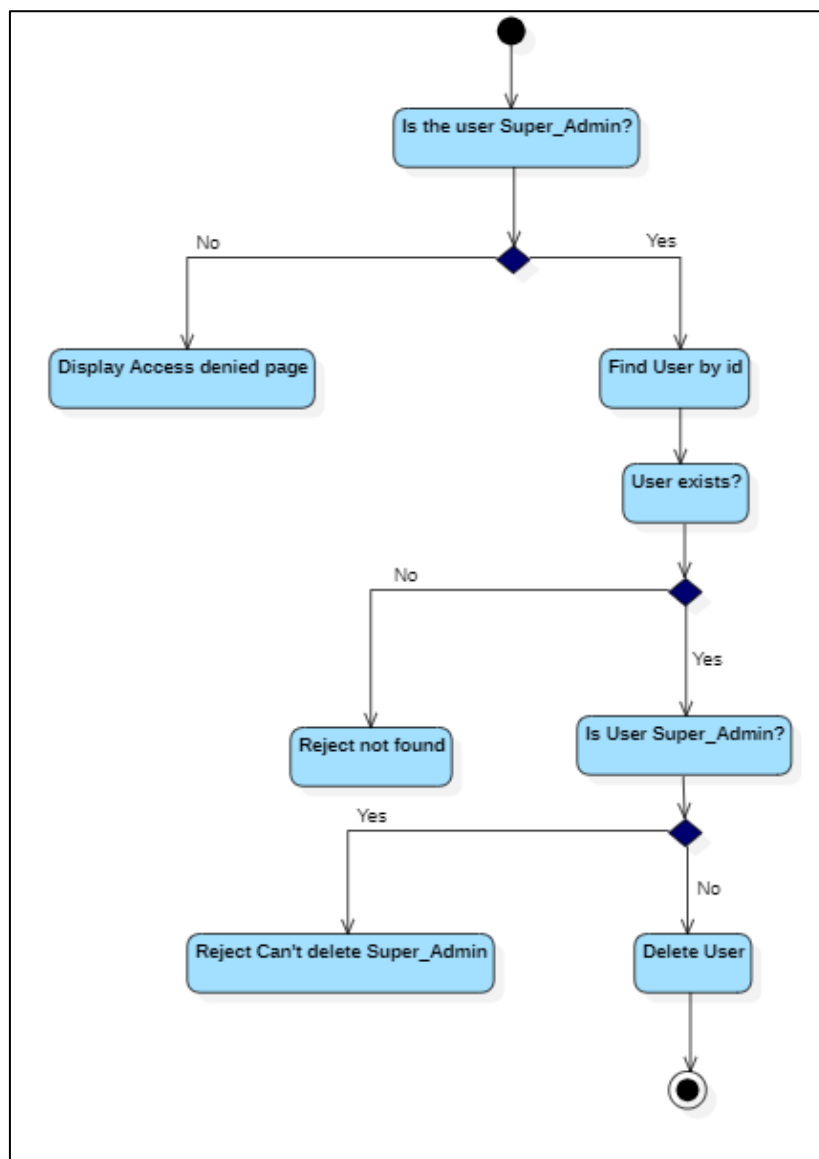 Is the user Super_Admin?
No
Yes
Display Access denied page
Find User by id
User exists?
No
Yes
Reject not found
Is User Super_Admin?
Yes
No
Reject Can't delete Super_Admin
Delete User